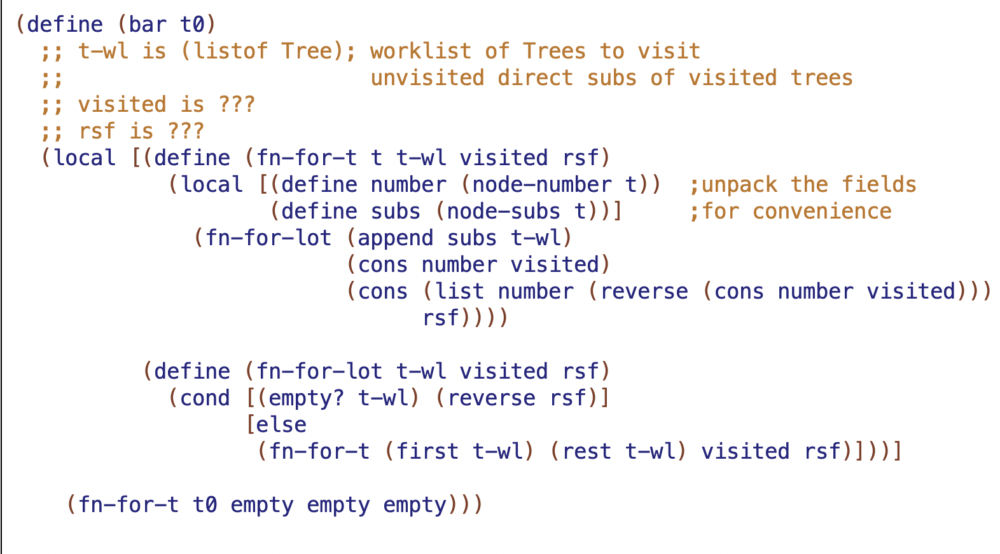 (define (bar t0)
  ;; t-wl is (listof Tree); worklist of Trees to visit
  ;;                        unvisited direct subs of visited trees
  ;; visited is ???
  ;; rsf is ???
  (local [(define (fn-for-t t t-wl visited rsf)
            (local [(define number (node-number t))  ;unpack the fields
                    (define subs (node-subs t))]     ;for convenience
              (fn-for-lot (append subs t-wl)
                          (cons number visited)
                          (cons (list number (reverse (cons number visited)))
                                rsf))))

          (define (fn-for-lot t-wl visited rsf)
            (cond [(empty? t-wl) (reverse rsf)]
                  [else
                   (fn-for-t (first t-wl) (rest t-wl) visited rsf)]))]

    (fn-for-t t0 empty empty empty)))